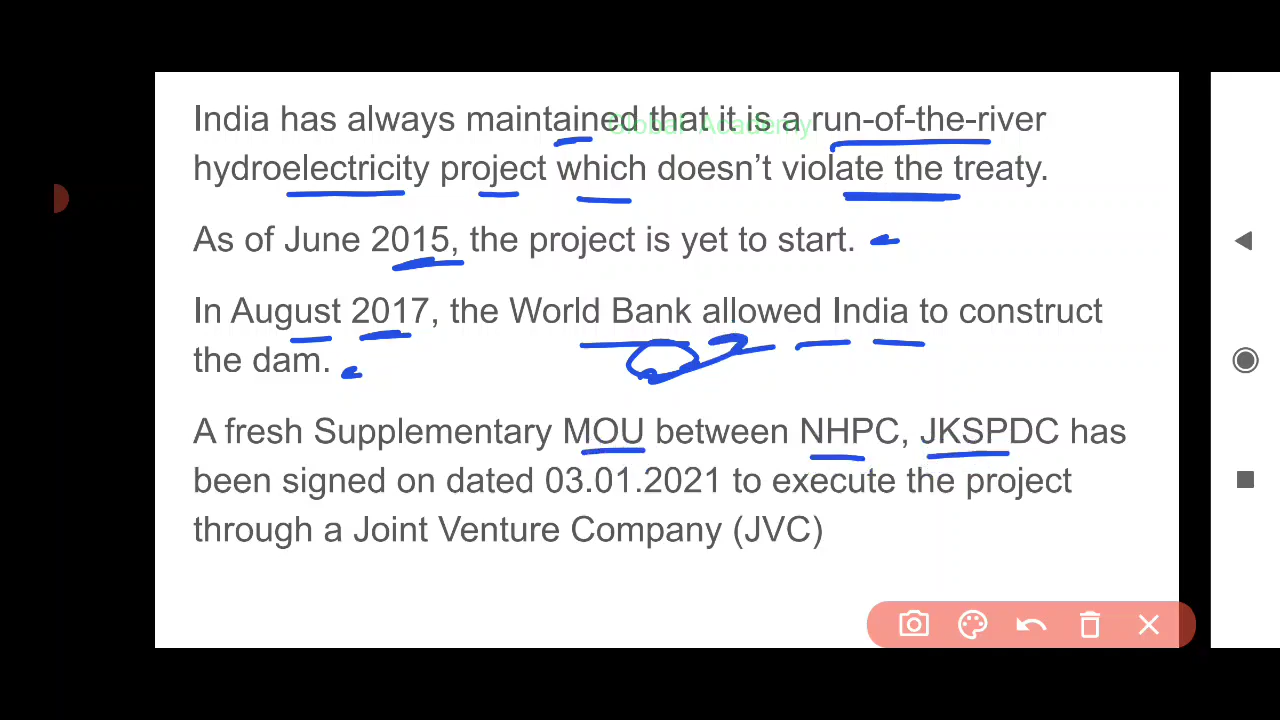 India has always maintained that it is a run-of-the-river
Global Academy
hydroelectricity project which doesn't violate the treaty.
As of June 2015, the project is yet to start.
In August 2017, the World Bank allowed India to construct
the dam.
A fresh Supplementary MOU between NHPC, JKSPDC has
been signed on dated 03.01.2021 to execute the project
through a Joint Venture Company (JVC)